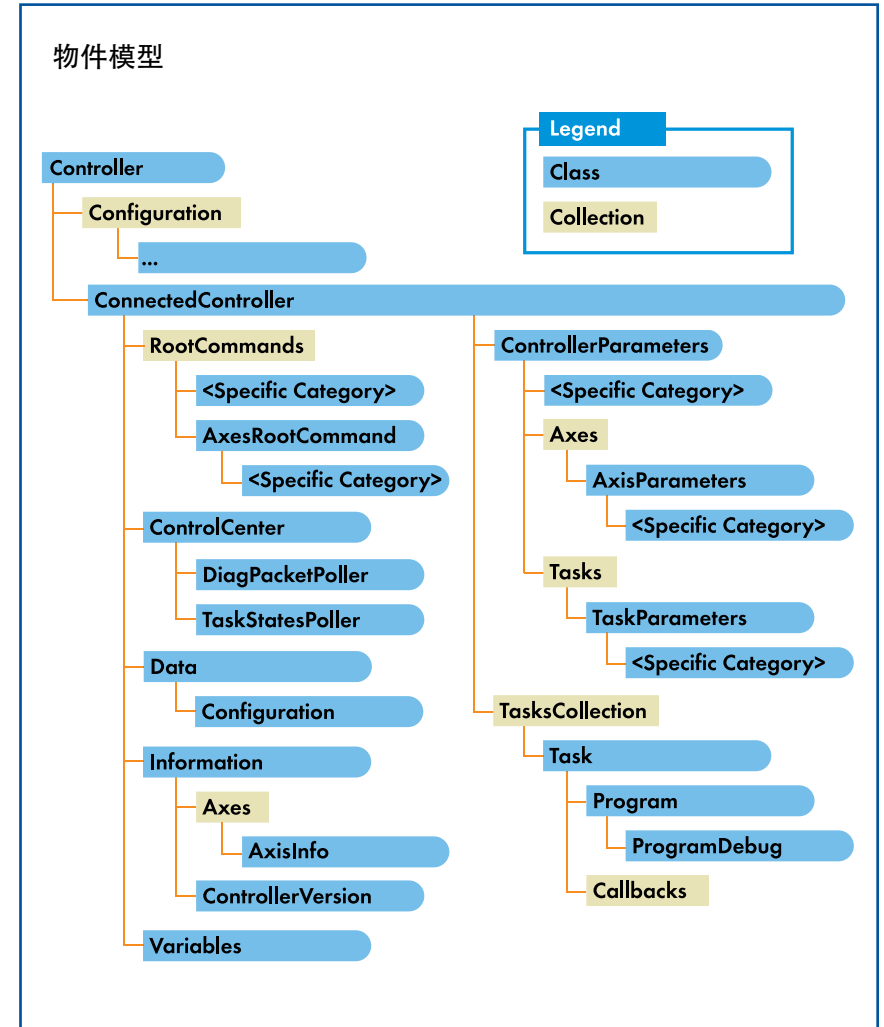 物件模型
Legend
Class
Collection
Controller
Configuration
...
ConnectedController
RootCommands
<Specific Category>
AxesRootCommand
<Specific Category>
ControlCenter
DiagPacketPoller
TaskStatesPoller
Data
Configuration
Information
Axes
AxisInfo
ControllerVersion
Variables
ControllerParameters
<Specific Category>
Axes
AxisParameters
<Specific Category>
Tasks
TaskParameters
<Specific Category>
TasksCollection
Task
Program
ProgramDebug
Callbacks